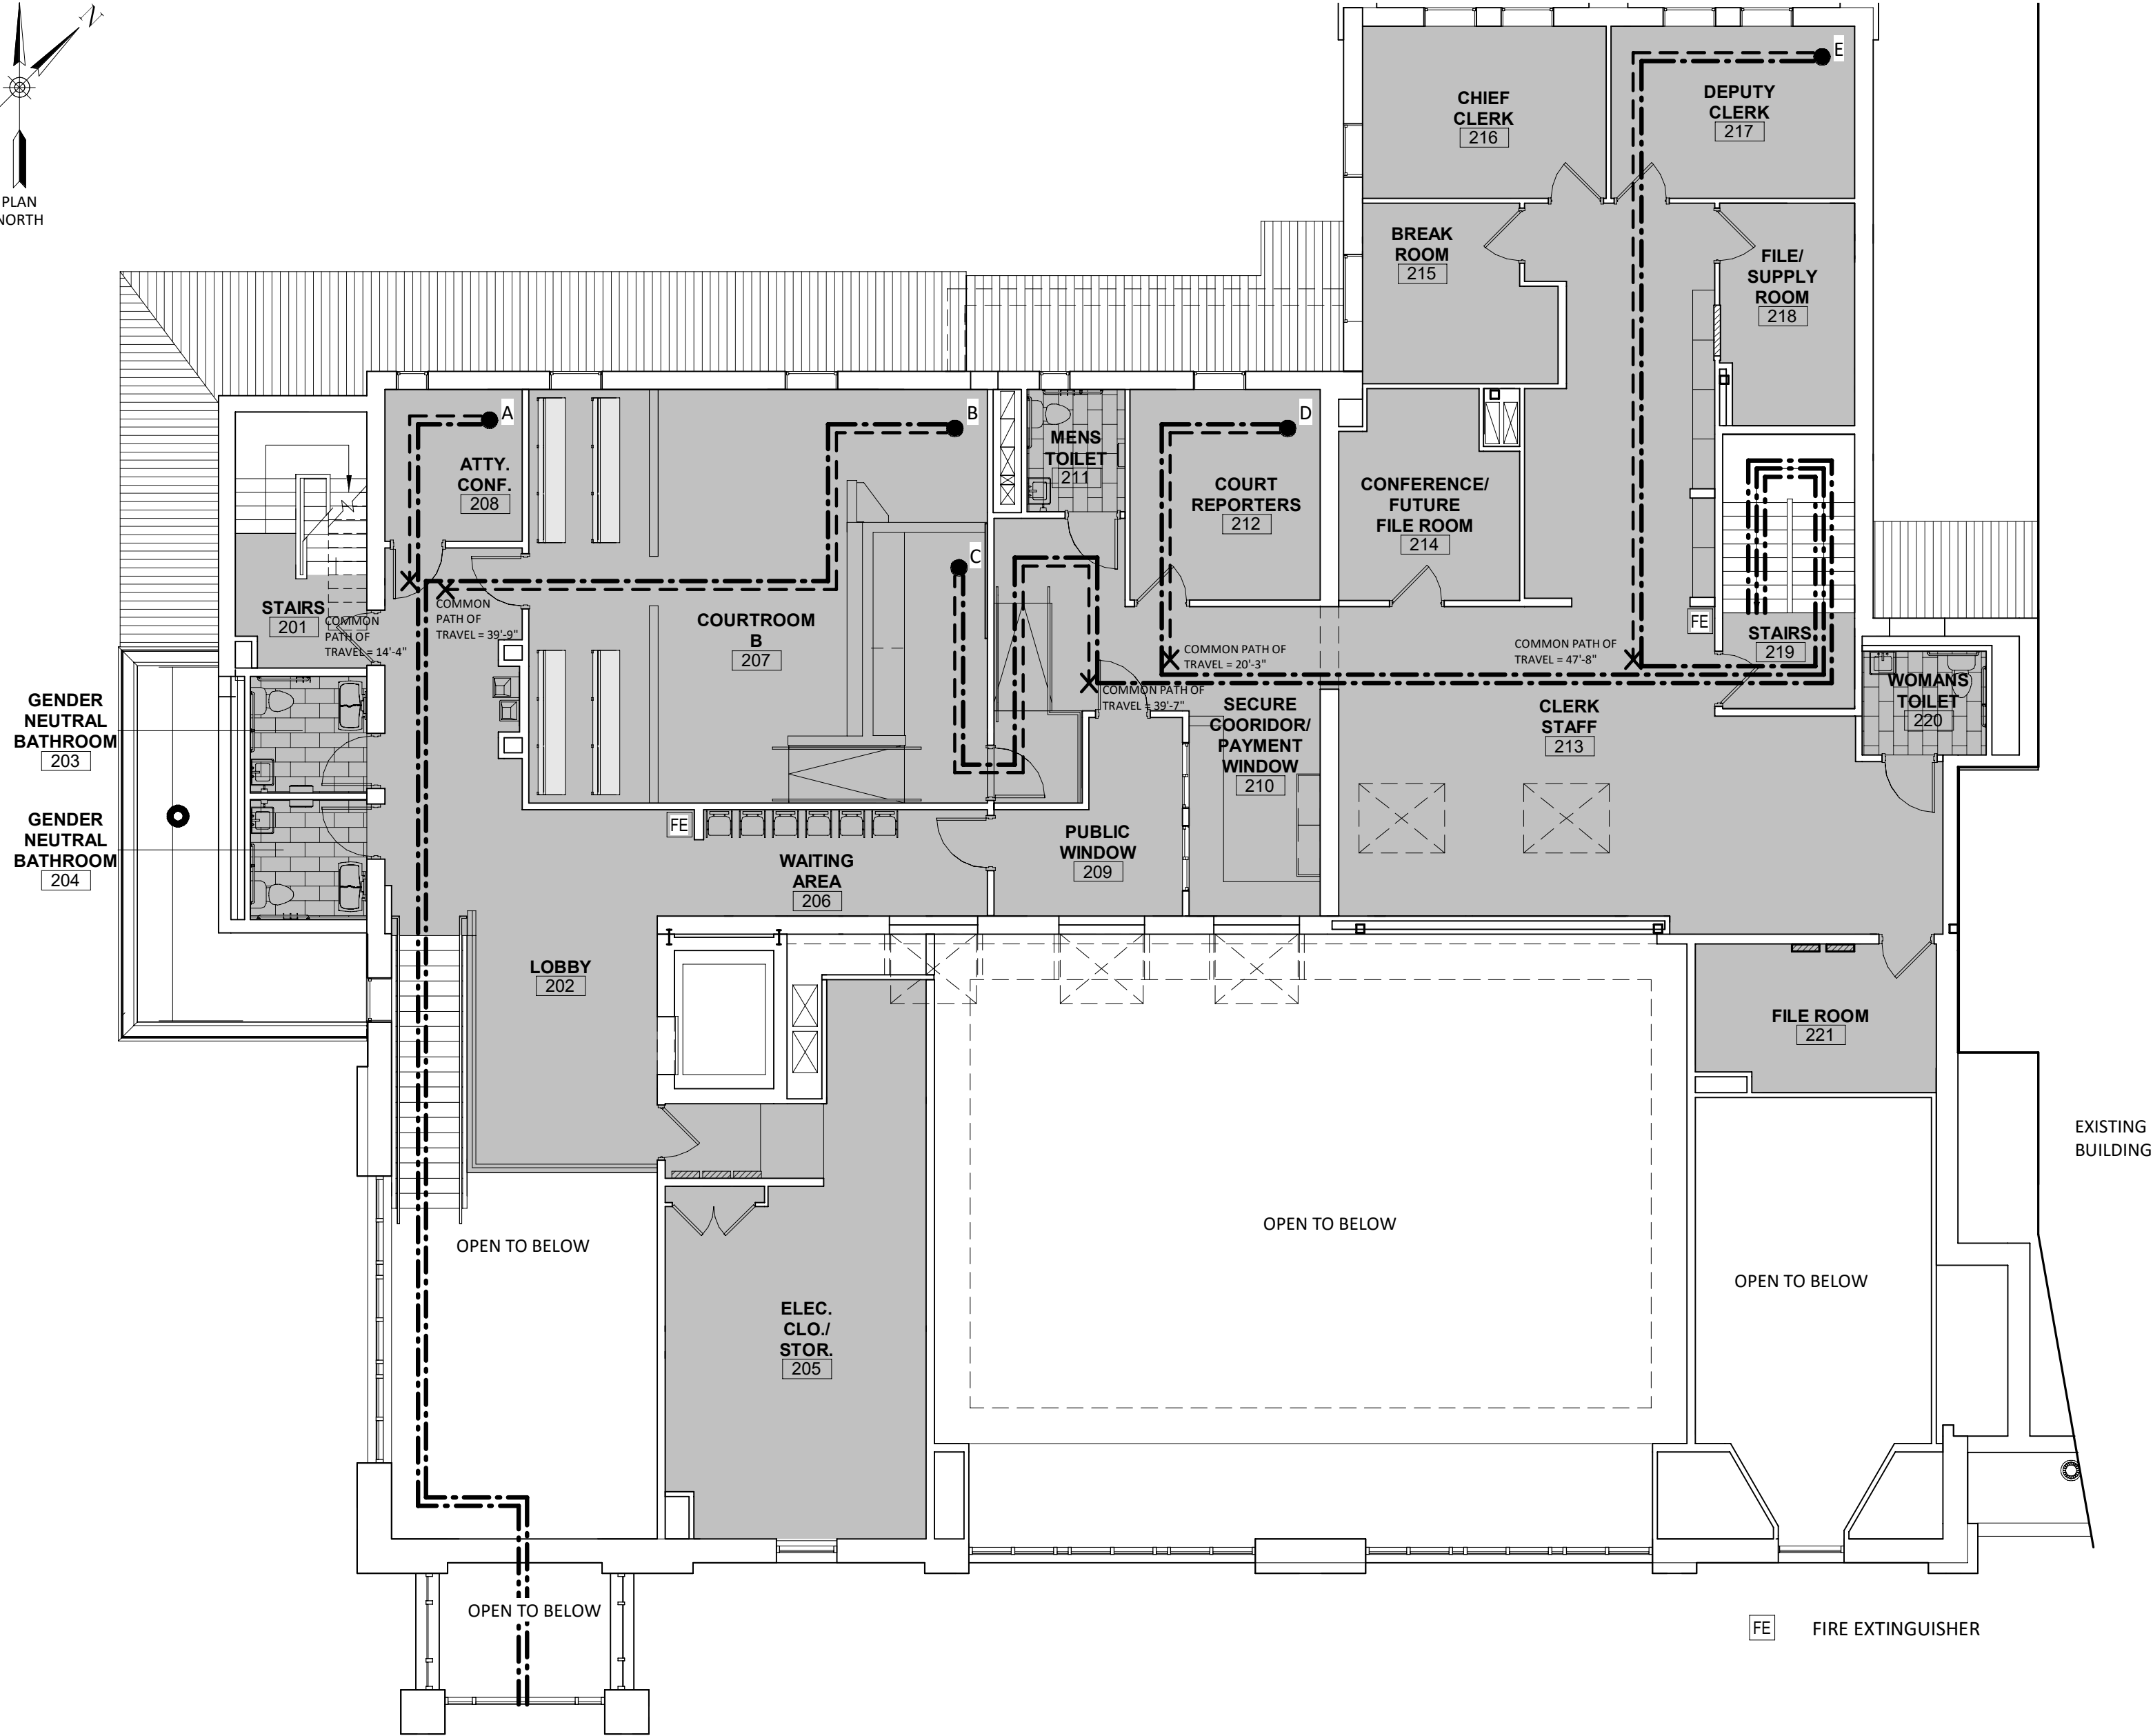 N
PLAN
NORTH
E
CHIEF
CLERK
216
DEPUTY
CLERK
217
BREAK
ROOM
215
FILE/
SUPPLY
ROOM
218
A
B
D
C
ATTY.
CONF.
208
MENS
TOILET
211
COURT
REPORTERS
212
CONFERENCE/
FUTURE
FILE ROOM
214
STAIRS
201
COMMON
PATH OF
TRAVEL = 14'-4"
COMMON
PATH OF
TRAVEL = 39'-9"
COURTROOM
B
207
COMMON PATH OF
TRAVEL = 20'-3"
COMMON PATH OF
TRAVEL = 47'-8"
FE
STAIRS
219
COMMON PATH OF
TRAVEL = 39'-7"
GENDER
NEUTRAL
BATHROOM
203
SECURE
COORIDOR/
PAYMENT
WINDOW
210
CLERK
STAFF
213
WOMANS
TOILET
220
GENDER
NEUTRAL
BATHROOM
204
FE
WAITING
AREA
206
PUBLIC
WINDOW
209
LOBBY
202
FILE ROOM
221
EXISTING
BUILDING
OPEN TO BELOW
OPEN TO BELOW
OPEN TO BELOW
ELEC.
CLO./
STOR.
205
OPEN TO BELOW
FE FIRE EXTINGUISHER